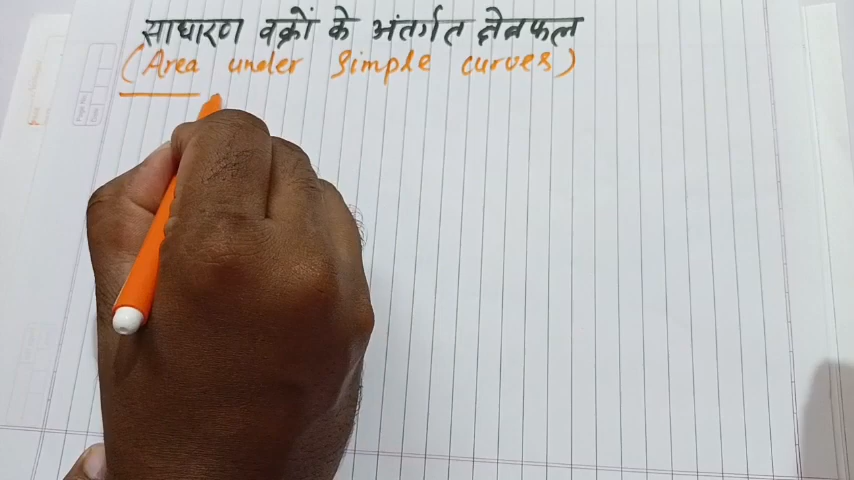 साधारण वक्रों के अंतर्गत क्षेत्रफल
(Area under simple curves)